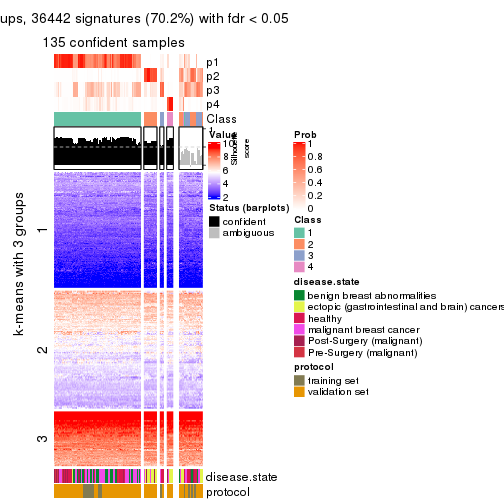 ups, 36442 signatures (70.2%) with fdr < 0.05
135 confident samples
p1
p2
p3
p4
Class
Silhouette
score
1
k-means with 3 groups
1
2
3
disease.state
protocol
Value
10
8
6
4
2
Status (barplots)
confident
ambiguous
Prob
1
0.8
0.6
0.4
0.2
0
Class
1
2
3
4
disease.state
benign breast abnormalities
ectopic (gastrointestinal and brain) cancers
healthy
malignant breast cancer
Post-Surgery (malignant)
Pre-Surgery (malignant)
protocol
training set
validation set